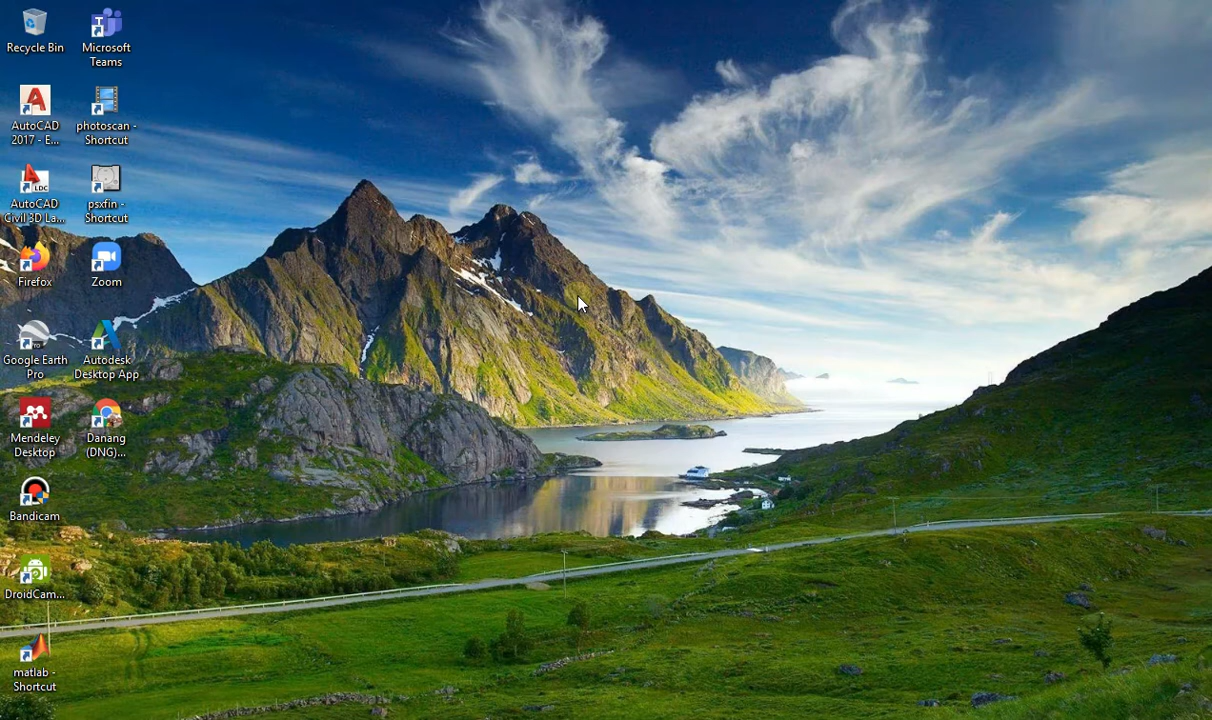 Recycle Bin
Microsoft
Teams
AutoCAD
2017 - E...
photoscan -
Shortcut
LDC
AutoCAD
Civil 3D La...
psxfin -
Shortcut
Firefox
Zoom
Google Earth
Pro
Autodesk
Desktop App
Mendeley
Desktop
Danang
(DNG)...
Bandicam
DroidCam...
matlab -
Shortcut